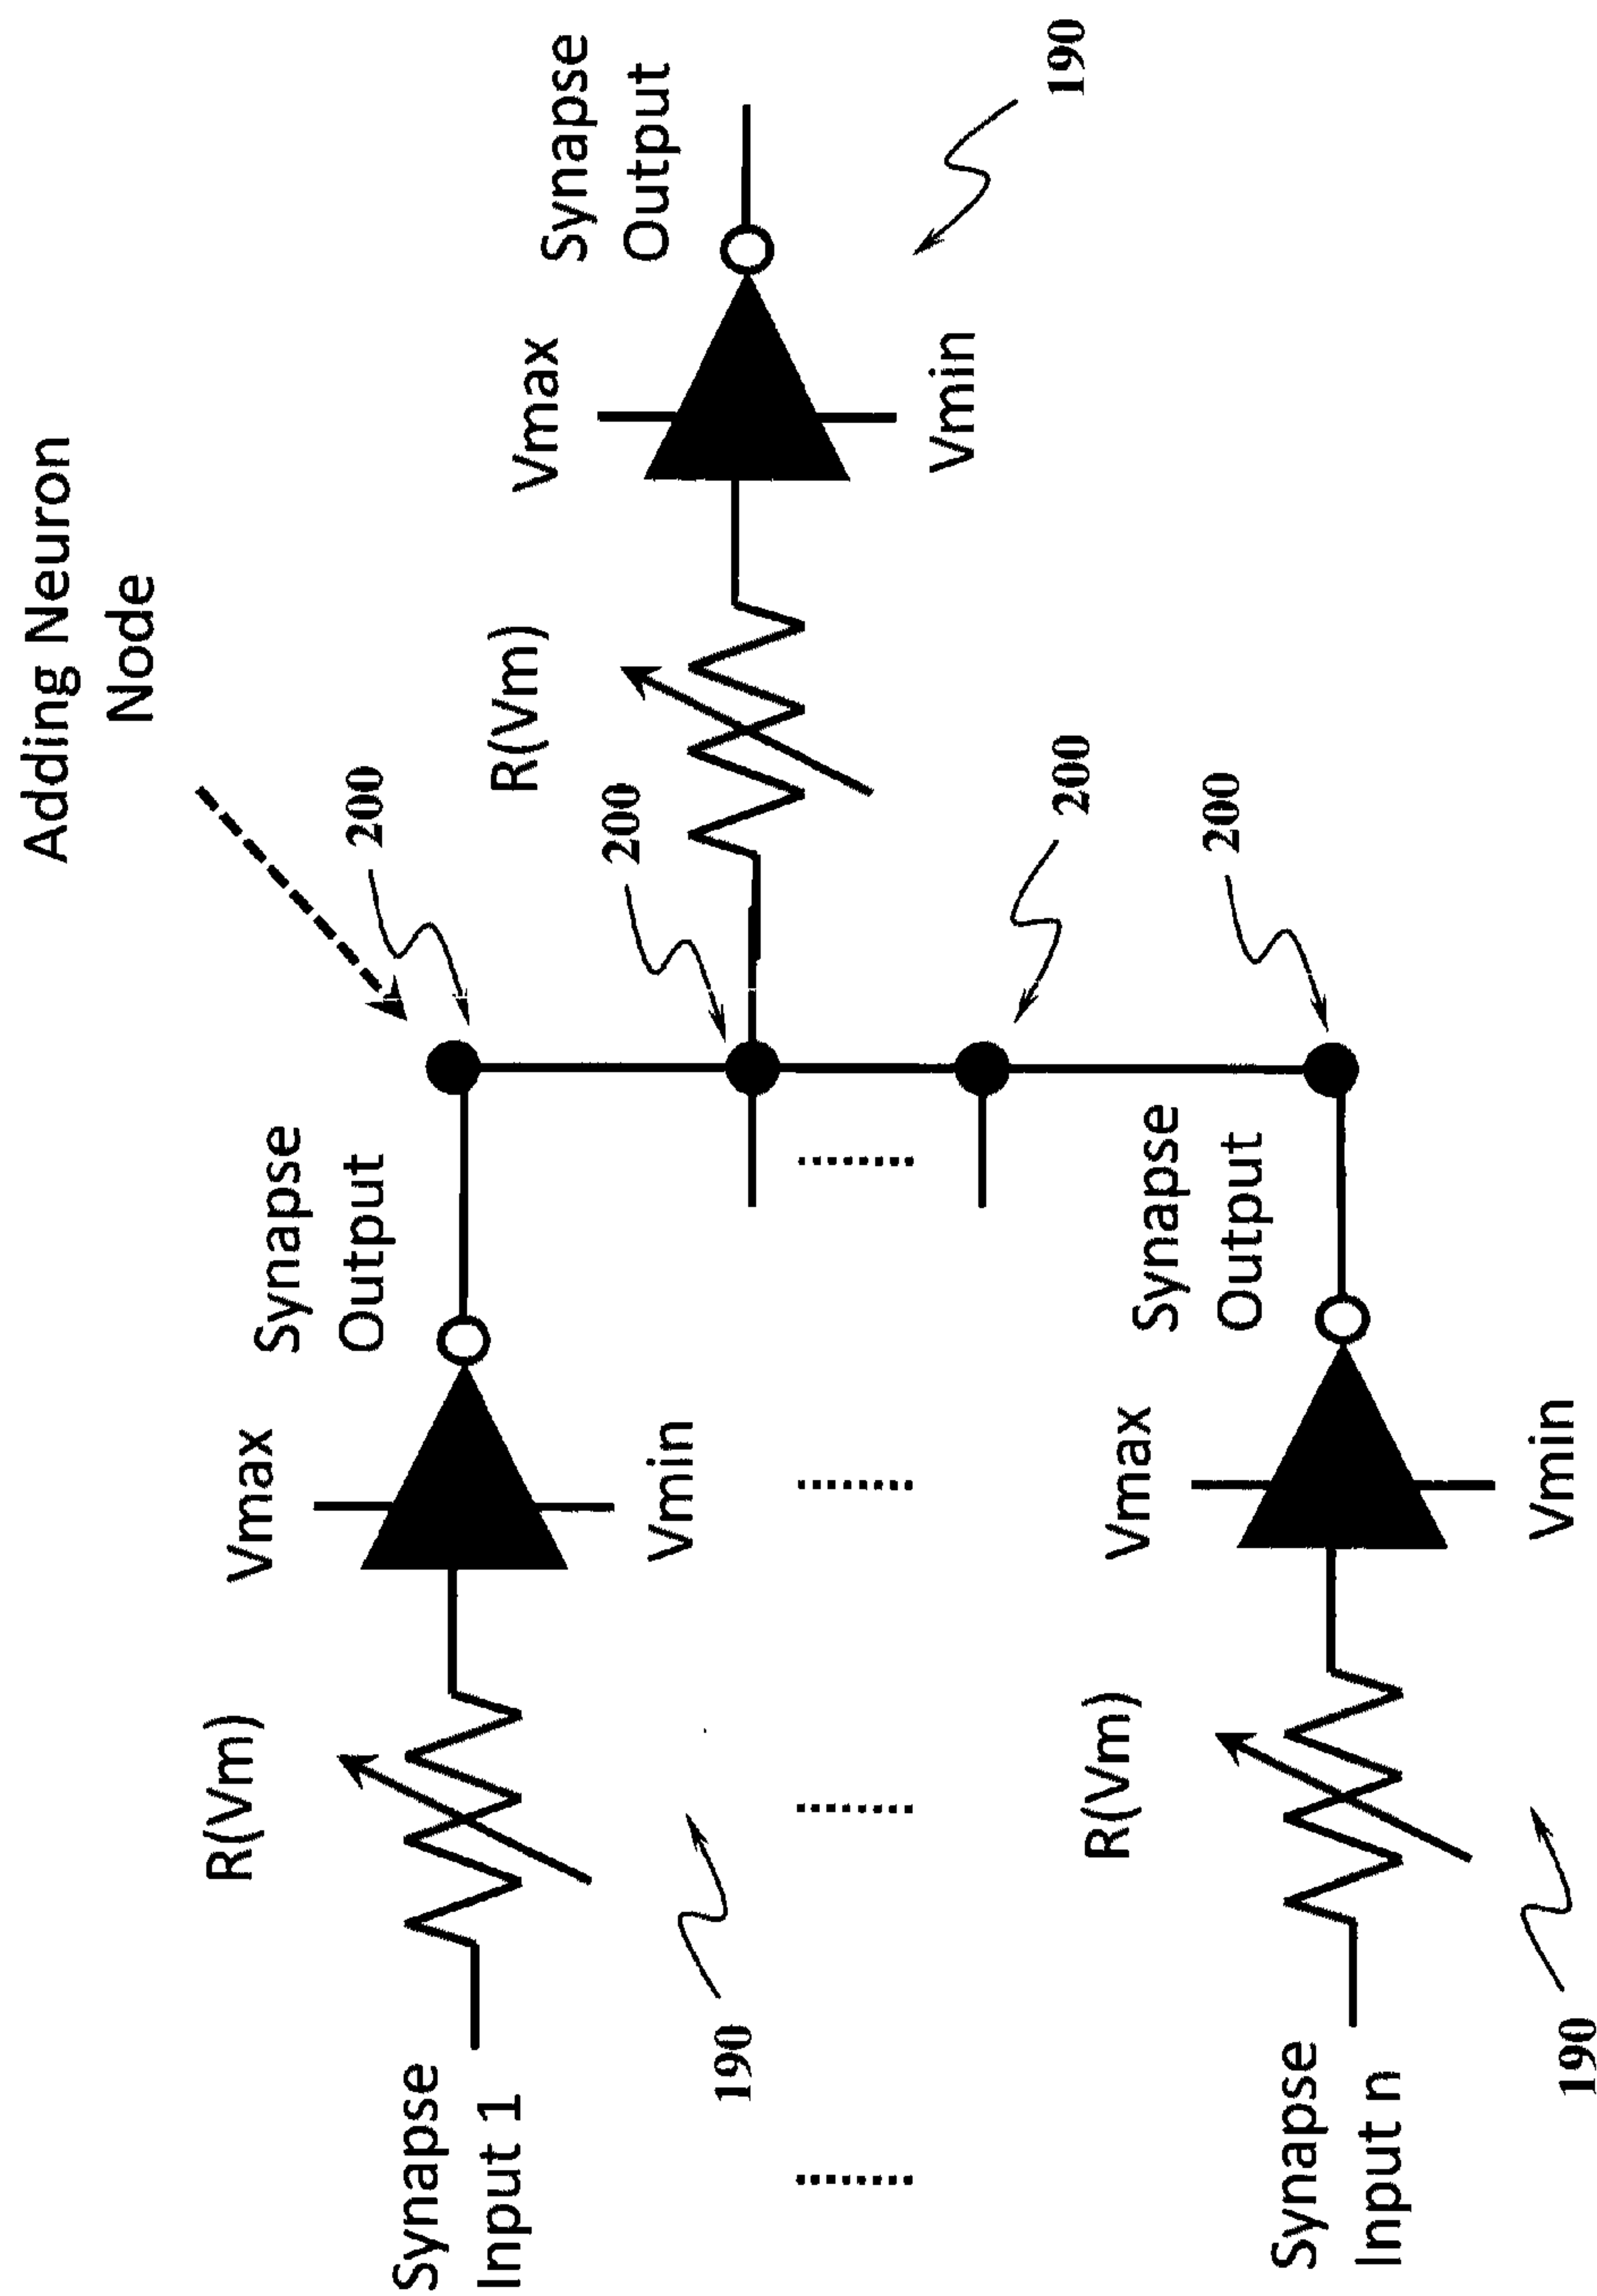 Adding Neuron
Node
200
Synapse
Output
Vmax
R(Vm)
Synapse
Input 1
Vmin
190
200
R(Vm)
Vmax
Synapse
Output
Vmin
190
200
200
Synapse
Output
Vmax
R(Vm)
Synapse
Input n
Vmin
190